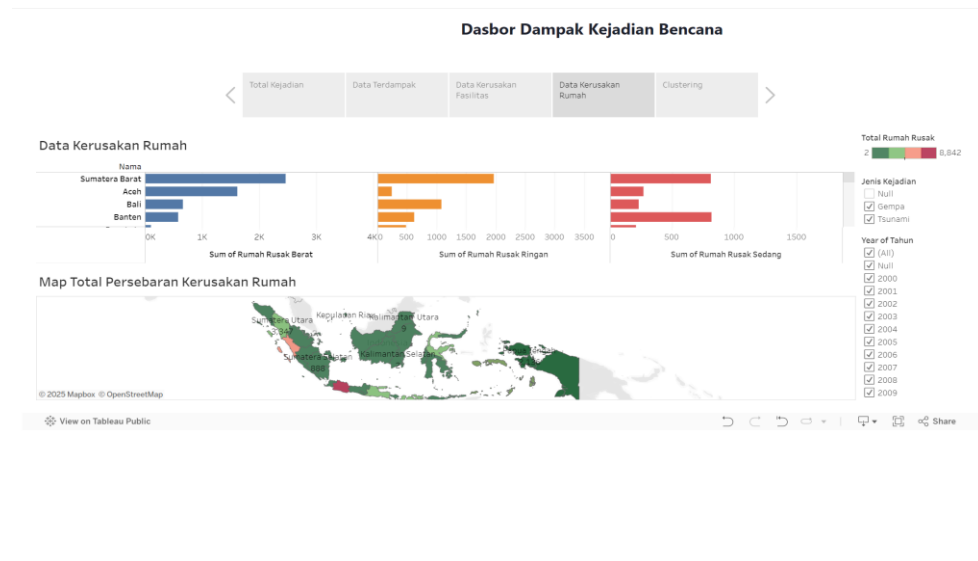 Dasbor Dampak Kejadian Bencana
Total Kejadian
Data Terdampak
Data Kerusakan
Fasilitas
Data Kerusakan
Rumah
Clustering
Data Kerusakan Rumah
Nama
Sumatera Barat
Aceh
Bali
Banten
0K 1K 2K 3K 4K
Sum of Rumah Rusak Berat
0 500 1000 1500 2000 2500 3000 3500
Sum of Rumah Rusak Ringan
0 500 1000 1500
Sum of Rumah Rusak Sedang
Map Total Persebaran Kerusakan Rumah
Sumatera Utara
Kepulauan Riau
Kalimantan Utara
9
Sumatera Selatan
888
Kalimantan Selatan
© 2025 Mapbox © OpenStreetMap
Total Rumah Rusak
2 8,842
Jenis Kejadian
Null
Gempa
Tsunami
Year of Tahun
(All)
Null
2000
2001
2002
2003
2004
2005
2006
2007
2008
2009
View on Tableau Public
Share